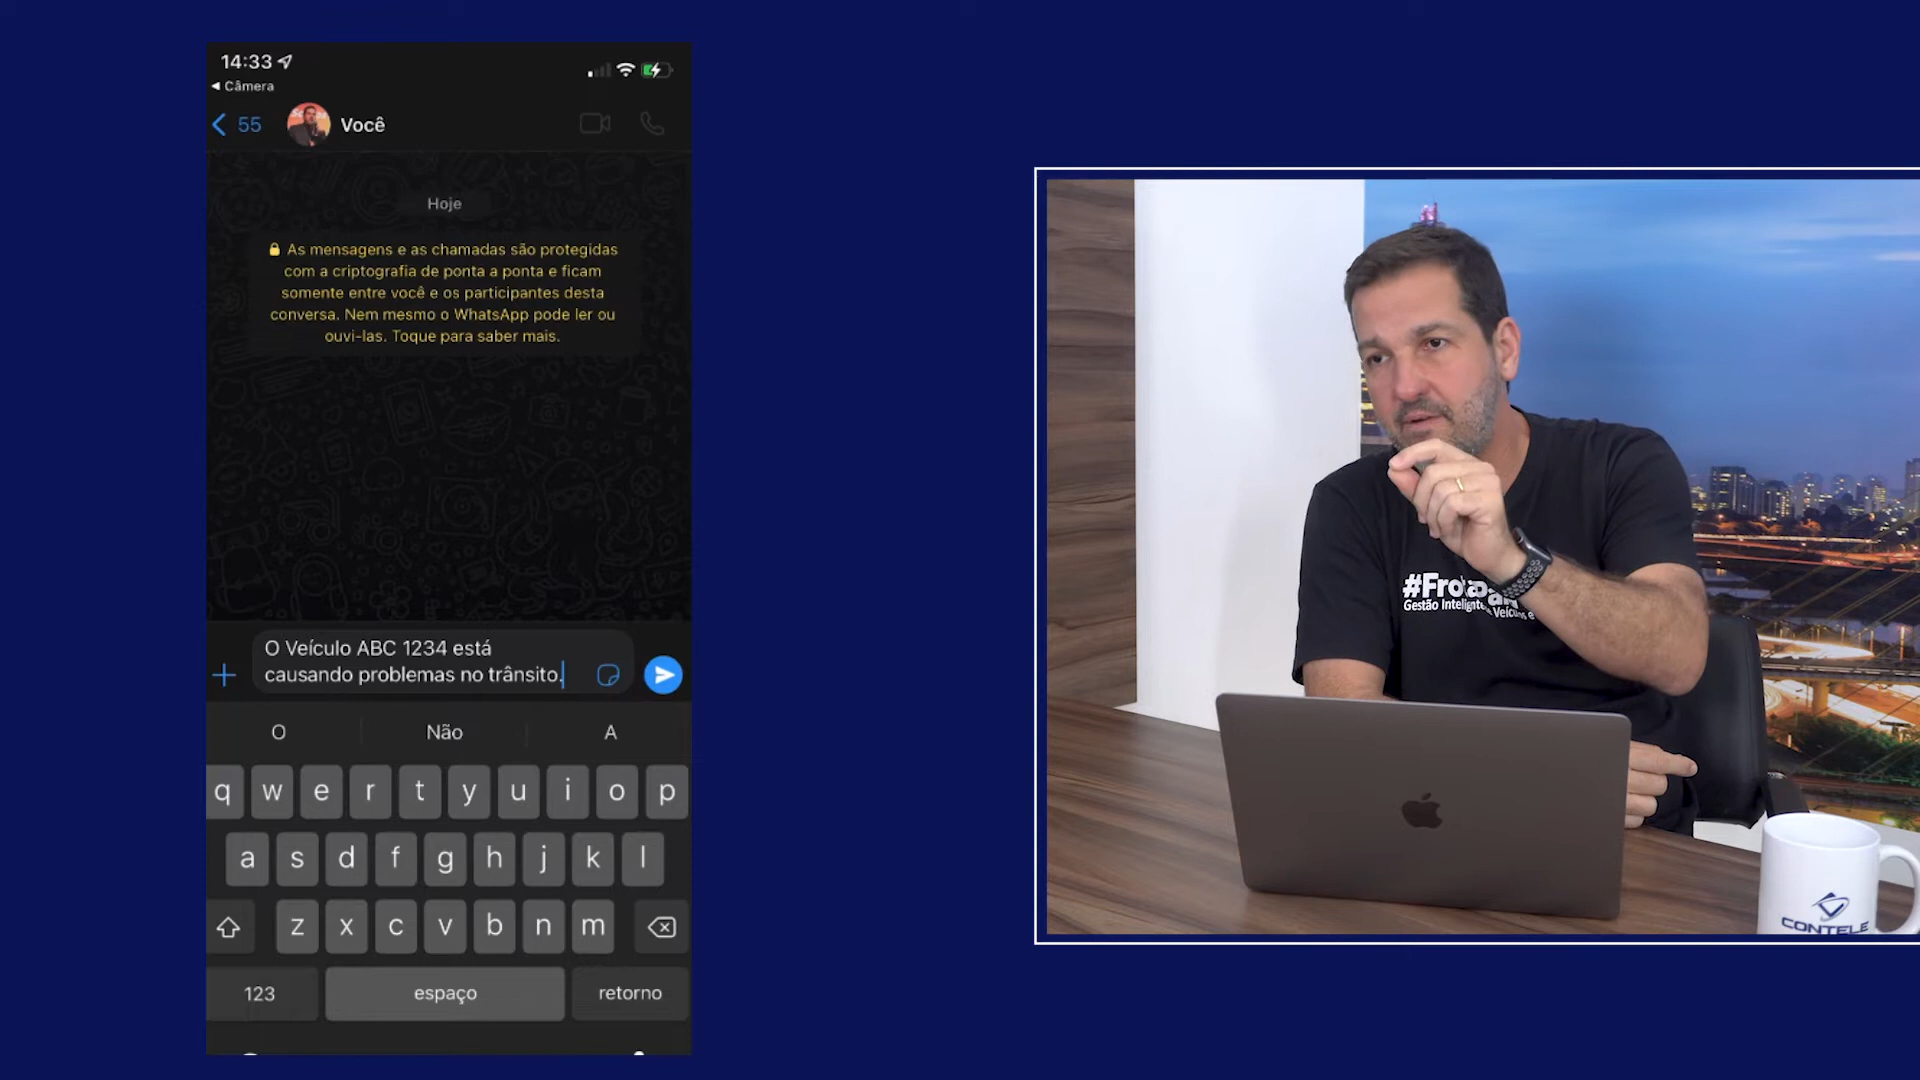 14:33
Câmera
55
Você
Hoje
As mensagens e as chamadas são protegidas
com a criptografia de ponta a ponta e ficam
somente entre você e os participantes desta
conversa. Nem mesmo o WhatsApp pode ler ou
ouvi-las. Toque para saber mais.
O Veículo ABC 1234 está
causando problemas no trânsito.
O Não A
q w e r t y u i o p
a s d f g h j k l
z x c v b n m
123 espaço retorno
Gestão Inteligente
CONTELE